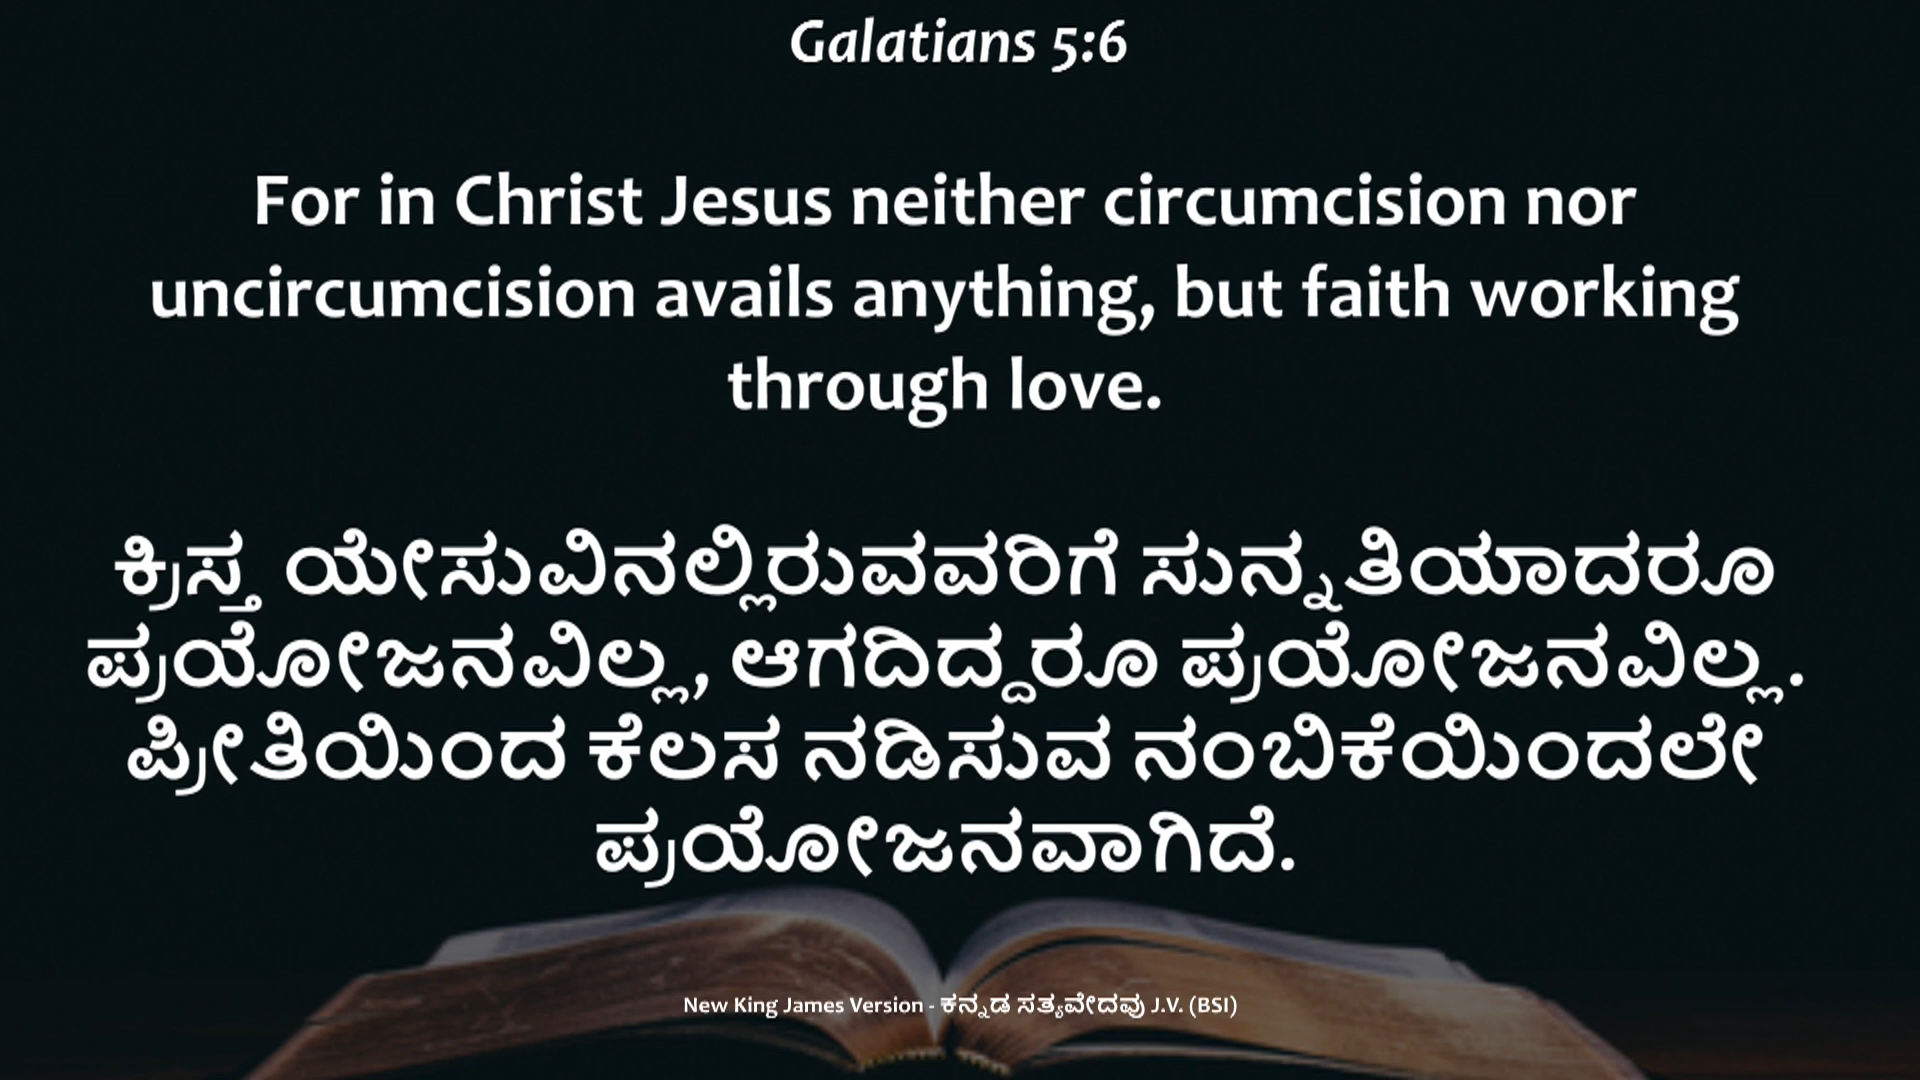 Galatians 5:6
For in Christ Jesus neither circumcision nor
uncircumcision avails anything, but faith working
through love.
ಕ್ರಿಸ್ತ ಯೇಸುವಿನಲ್ಲಿರುವವರಿಗೆ ಸುನ್ನತಿಯಾದರೂ
ಪ್ರಯೋಜನವಿಲ್ಲ, ಆಗದಿದ್ದರೂ ಪ್ರಯೋಜನವಿಲ್ಲ.
ಪ್ರೀತಿಯಿಂದ ಕೆಲಸ ನಡಿಸುವ ನಂಬಿಕೆಯಿಂದಲೇ
ಪ್ರಯೋಜನವಾಗಿದೆ.
New King James Version - ಕನ್ನಡ ಸತ್ಯವೇದವು J.V. (BSI)